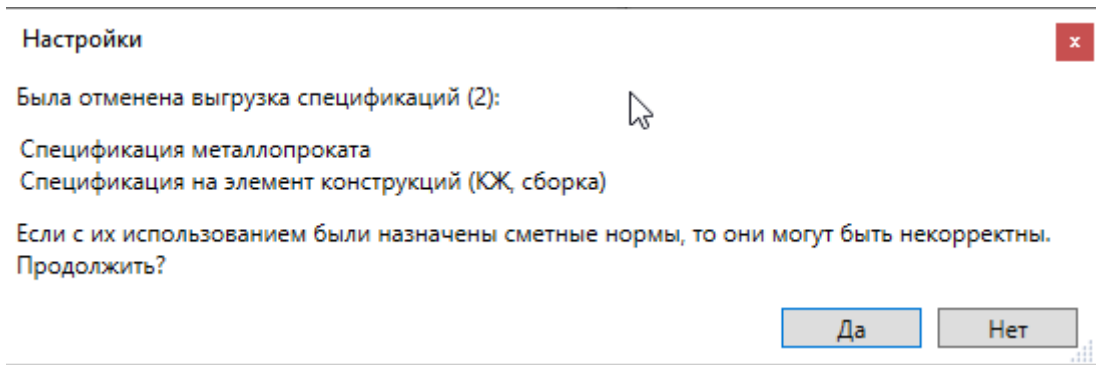 Настройки
x
Была отменена выгрузка спецификаций (2):
Спецификация металлопроката
Спецификация на элемент конструкций (КЖ, сборка)
Если с их использованием были назначены сметные нормы, то они могут быть некорректны.
Продолжить?
Да Нет